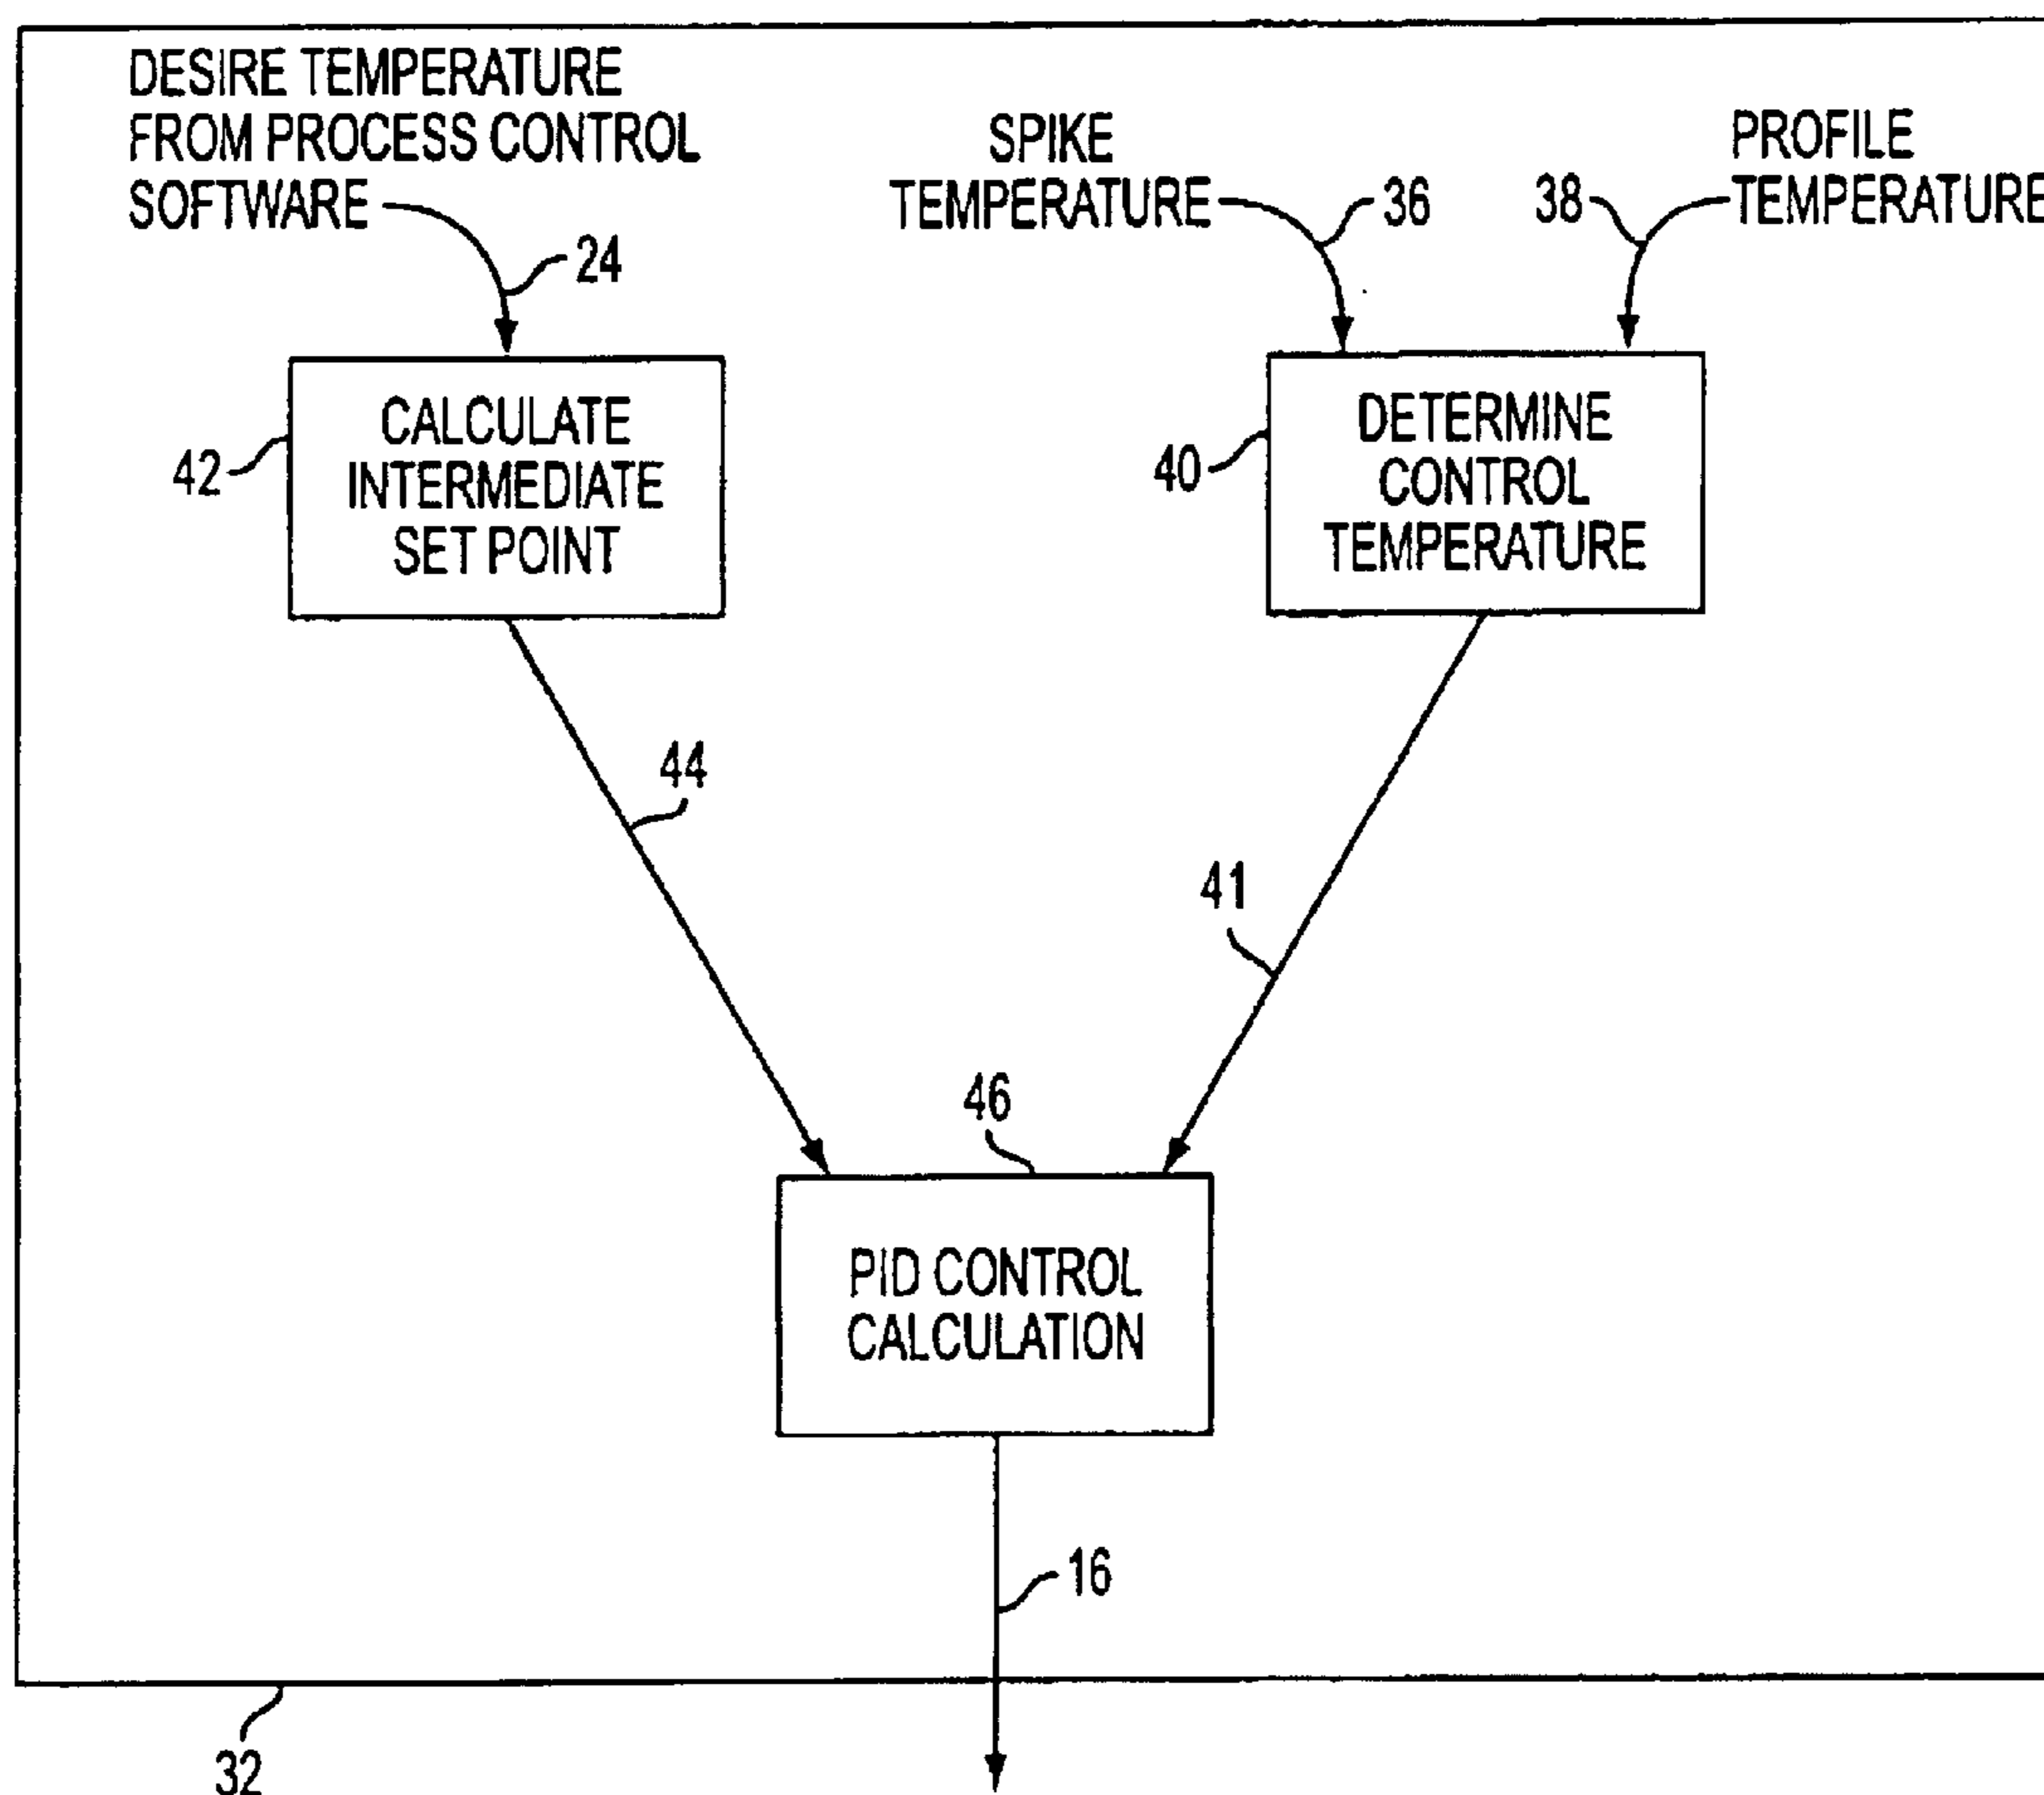 DESIRE TEMPERATURE
FROM PROCESS CONTROL
SOFTWARE
24
SPIKE
TEMPERATURE
36
38
PROFILE
TEMPERATURE
42
CALCULATE
INTERMEDIATE
SET POINT
40
DETERMINE
CONTROL
TEMPERATURE
44
41
46
PID CONTROL
CALCULATION
16
32